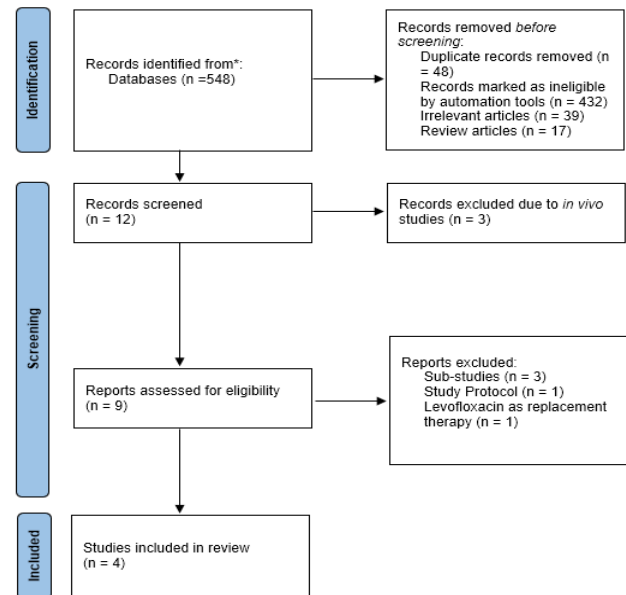 Identification
Records identified from*:
Databases (n =548)
Records removed before
screening:
Duplicate records removed (n
= 48)
Records marked as ineligible
by automation tools (n = 432)
Irrelevant articles (n = 39)
Review articles (n = 17)
Screening
Records screened
(n = 12)
Records excluded due to in vivo
studies (n = 3)
Reports assessed for eligibility
(n = 9)
Reports excluded:
Sub-studies (n = 3)
Study Protocol (n = 1)
Levofloxacin as replacement
therapy (n = 1)
Included
Studies included in review
(n = 4)